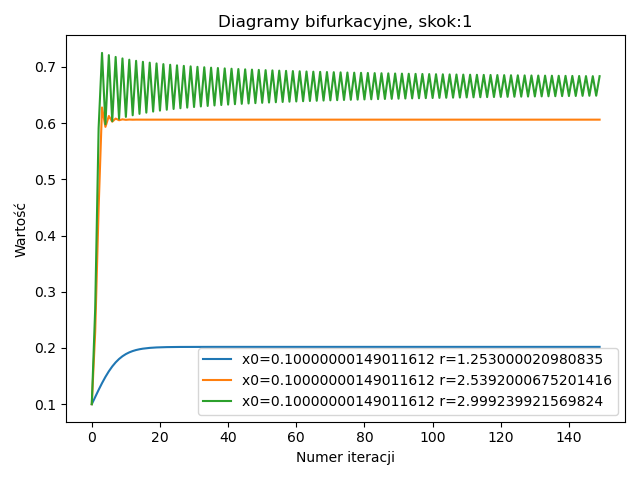 Diagramy bifurkacyjne, skok:1
Wartość
0.7
0.6
0.5
0.4
0.3
0.2
0.1
x0=0.10000000149011612 r=1.253000020980835
x0=0.10000000149011612 r=2.5392000675201416
x0=0.10000000149011612 r=2.999239921569824
0 20 40 60 80 100 120 140
Numer iteracji